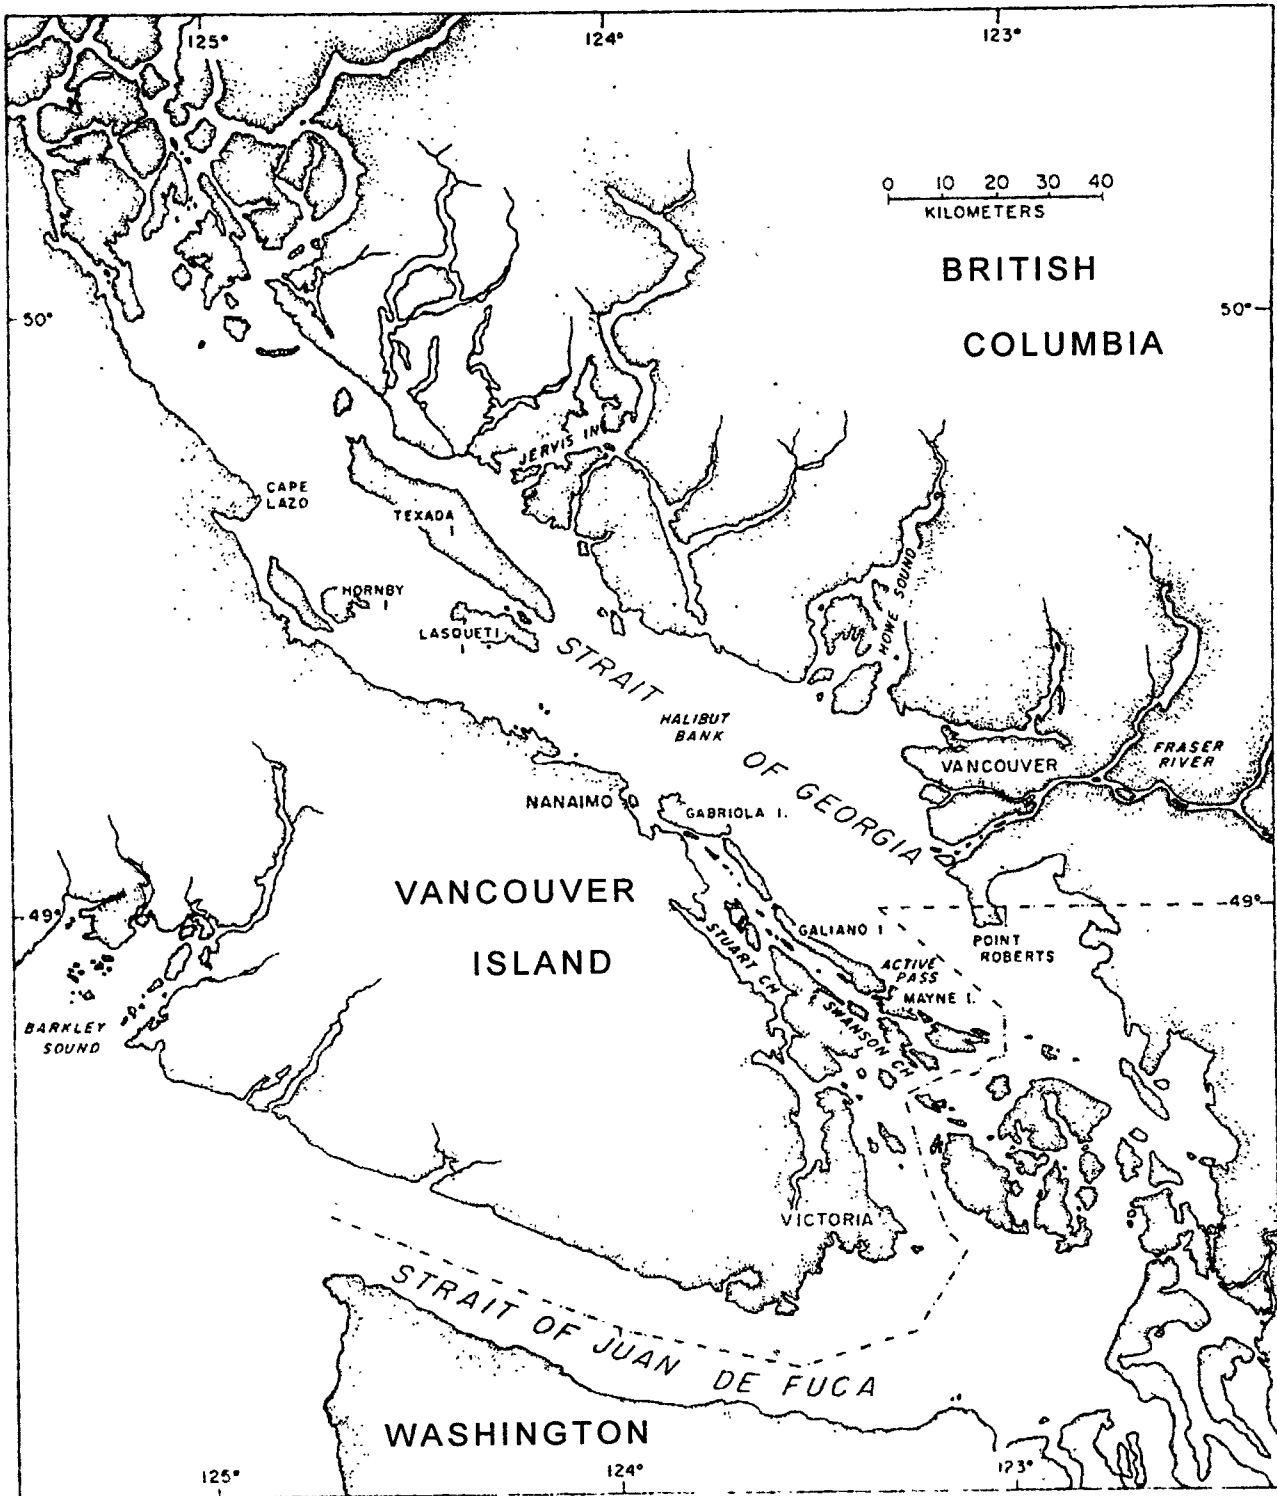 125°
124°
123°
0 10 20 30 40
KILOMETERS
BRITISH
COLUMBIA
50°
50°
JERVIS IN.
CAPE
LAZO
TEXADA
I
HORNBY
I
LASQUETI
I
HOWE SOUND
STRAIT OF GEORGIA
HALIBUT
BANK
VANCOUVER
FRASER
RIVER
NANAIMO
GABRIOLA I.
VANCOUVER
ISLAND
49°
49°
STUART CH
GALIANO I
POINT
ROBERTS
ACTIVE
PASS
MAYNE I.
SWANSON CH
BARKLEY
SOUND
VICTORIA
STRAIT OF JUAN DE FUCA
WASHINGTON
125°
124°
123°